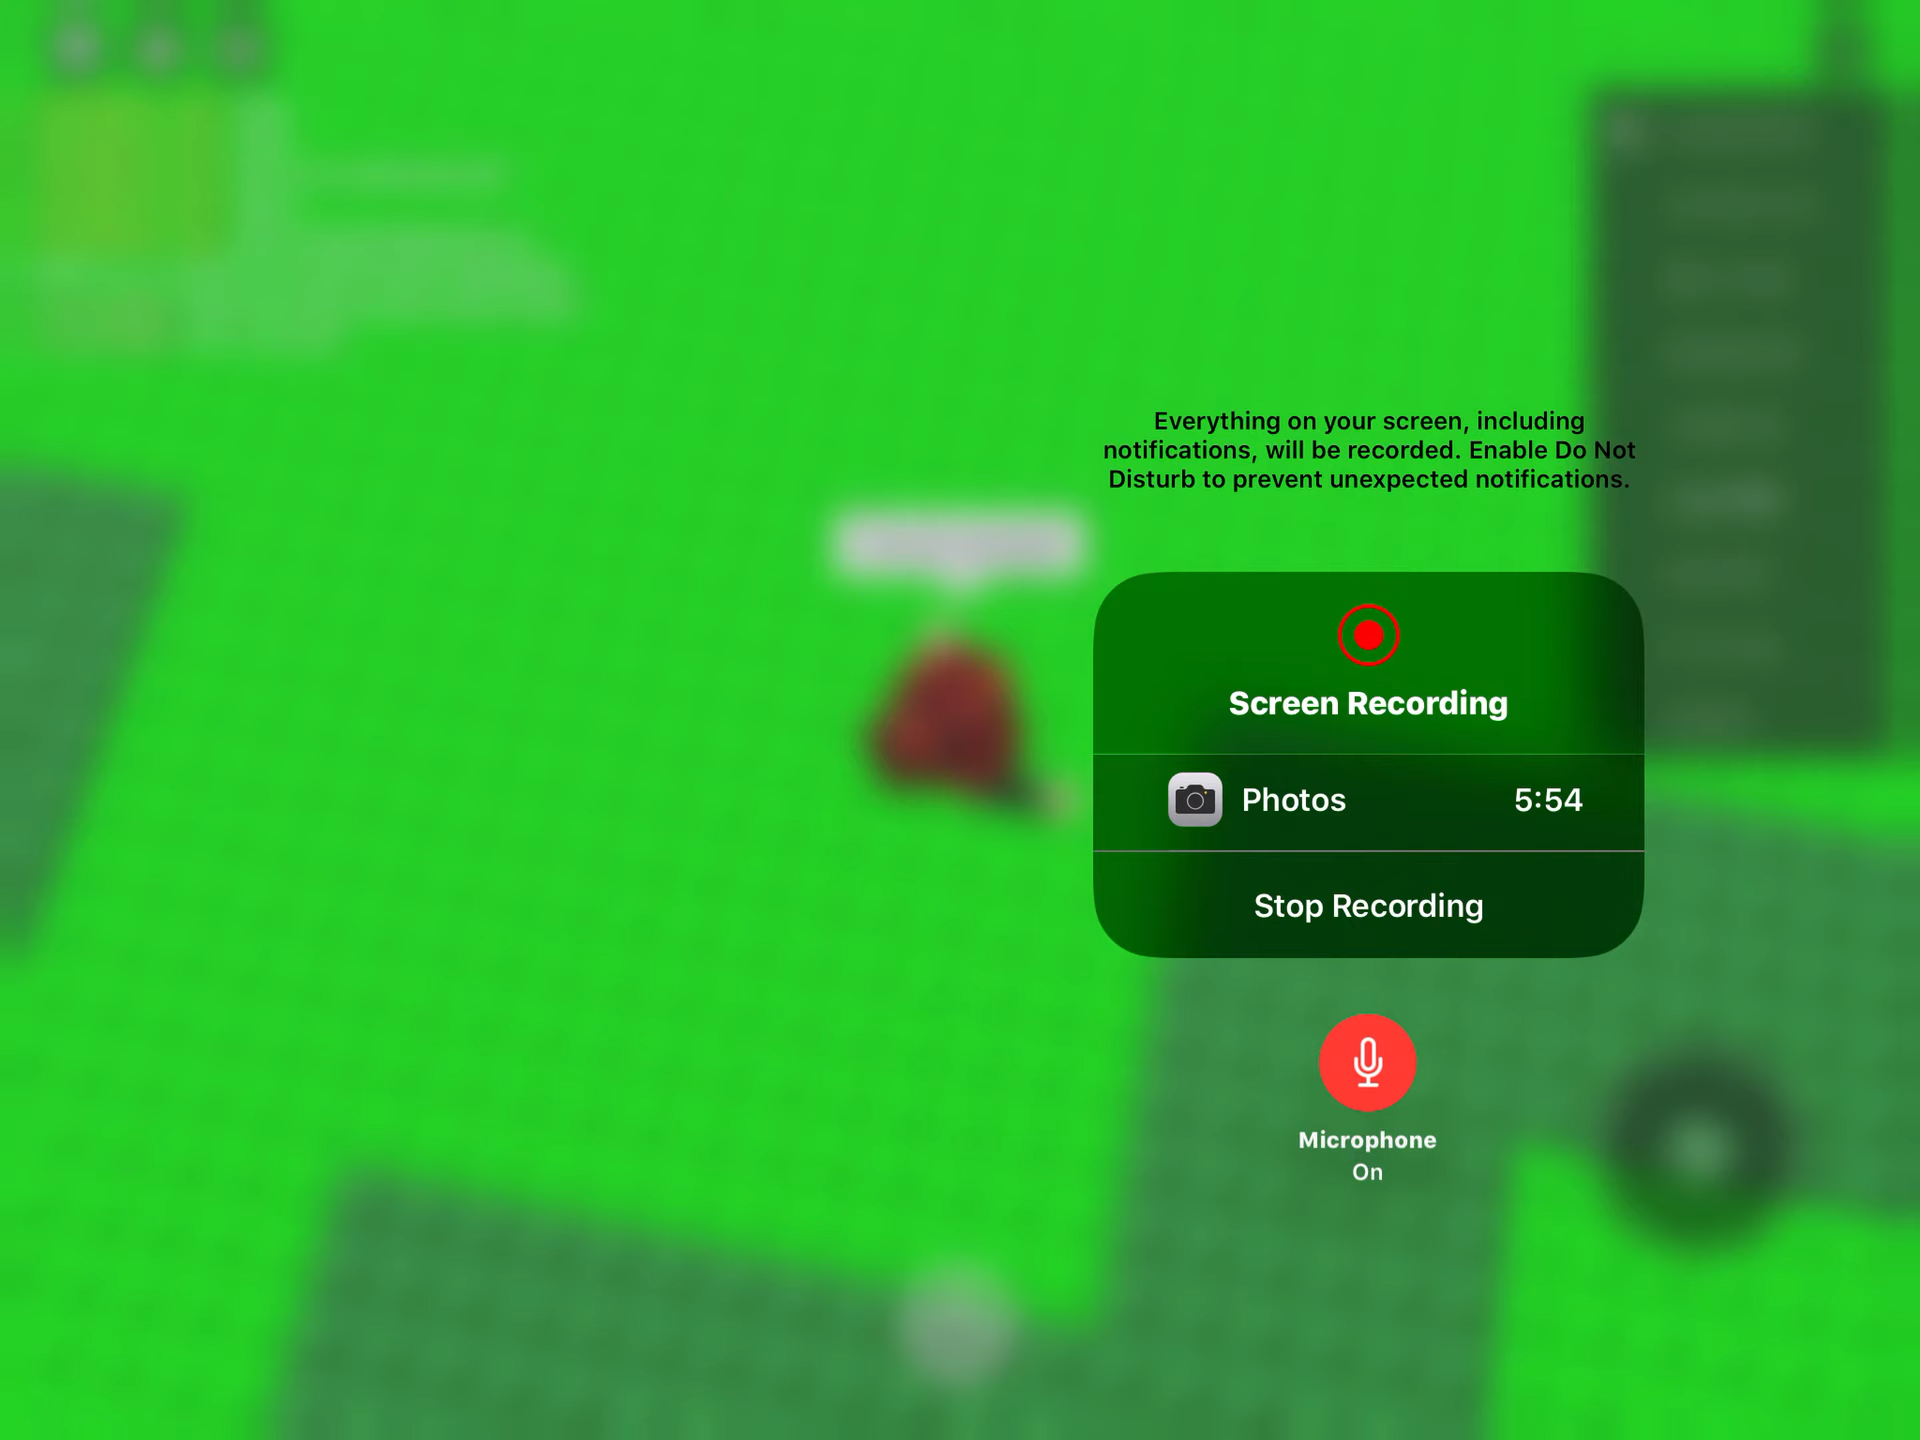 Everything on your screen, including
notifications, will be recorded. Enable Do Not
Disturb to prevent unexpected notifications.
Screen Recording
Photos 5:54
Stop Recording
Microphone
On